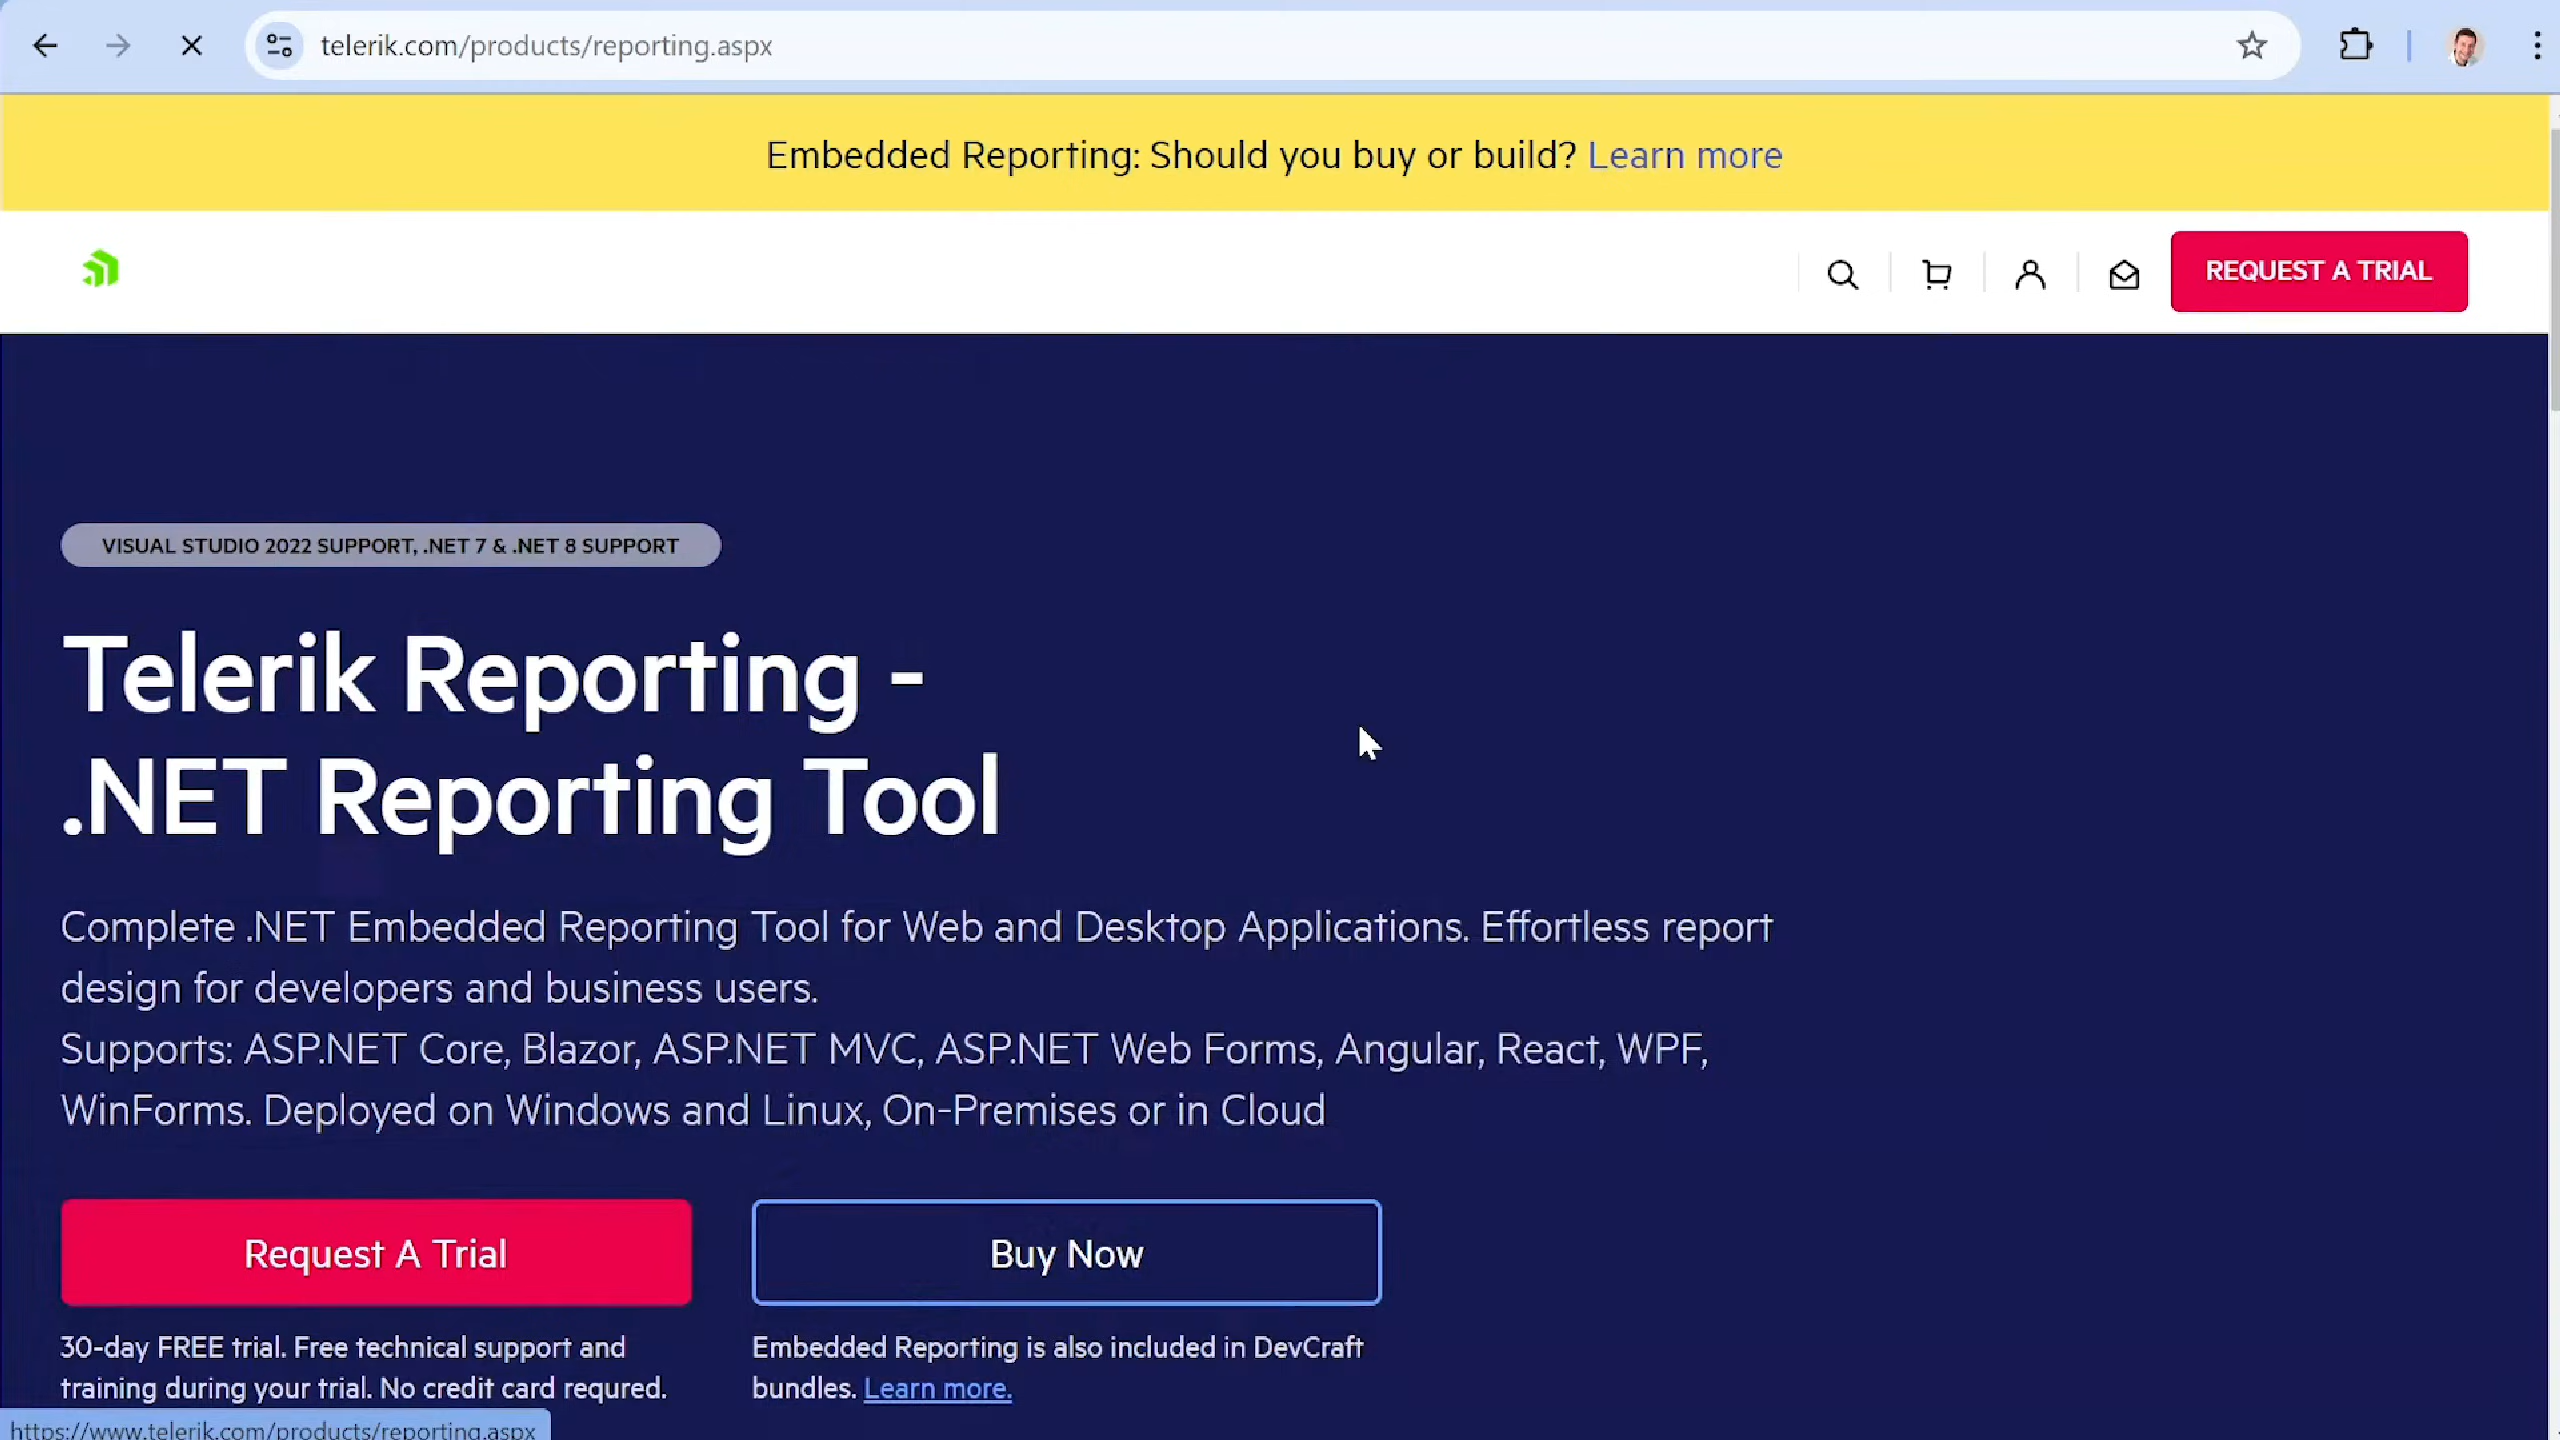 telerik.com/products/reporting.aspx
Embedded Reporting: Should you buy or build? Learn more
REQUEST A TRIAL
VISUAL STUDIO 2022 SUPPORT, .NET 7 & .NET 8 SUPPORT
Telerik Reporting -
.NET Reporting Tool
Complete .NET Embedded Reporting Tool for Web and Desktop Applications. Effortless report
design for developers and business users.
Supports: ASP.NET Core, Blazor, ASP.NET MVC, ASP.NET Web Forms, Angular, React, WPF,
WinForms. Deployed on Windows and Linux, On-Premises or in Cloud
Request A Trial
Buy Now
30-day FREE trial. Free technical support and
training during your trial. No credit card requred.
Embedded Reporting is also included in DevCraft
bundles. Learn more.
https://www.telerik.com/products/reporting.aspx